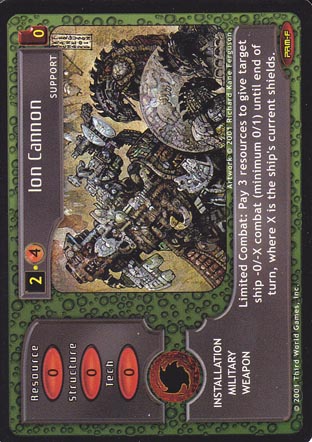 0
Ion Cannon
SUPPORT
2 • 4
Artwork © 2001 Richard Kane Ferguson
PRM-F
Resource
0
Structure
0
Tech
0
INSTALLATION
MILITARY
WEAPON
Limited Combat: Pay 3 resources to give target
ship -0/-X combat (minimum 0/1) until end of
turn, where X is the ship's current shields.
© 2001 Third World Games, Inc.